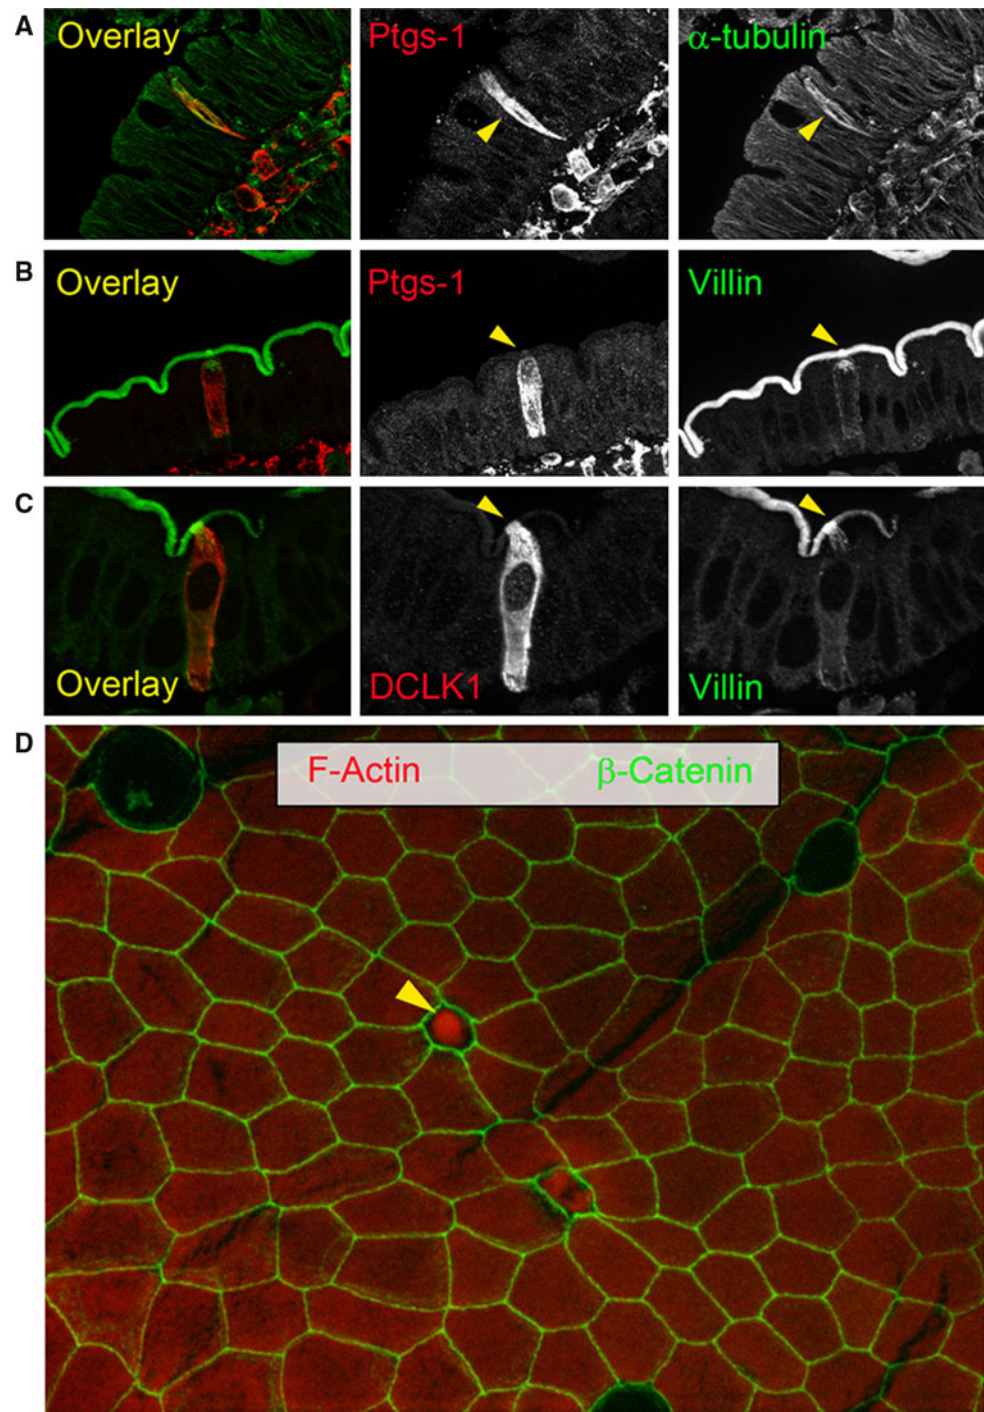 A
Overlay
Ptgs-1
α-tubulin
B
Overlay
Ptgs-1
Villin
C
Overlay
DCLK1
Villin
D
F-Actin
β-Catenin